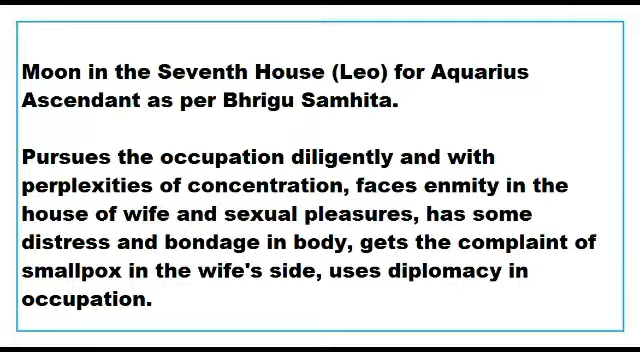 Moon in the Seventh House (Leo) for Aquarius
Ascendant as per Bhrigu Samhita.
Pursues the occupation diligently and with
perplexities of concentration, faces enmity in the
house of wife and sexual pleasures, has some
distress and bondage in body, gets the complaint of
smallpox in the wife's side, uses diplomacy in
occupation.